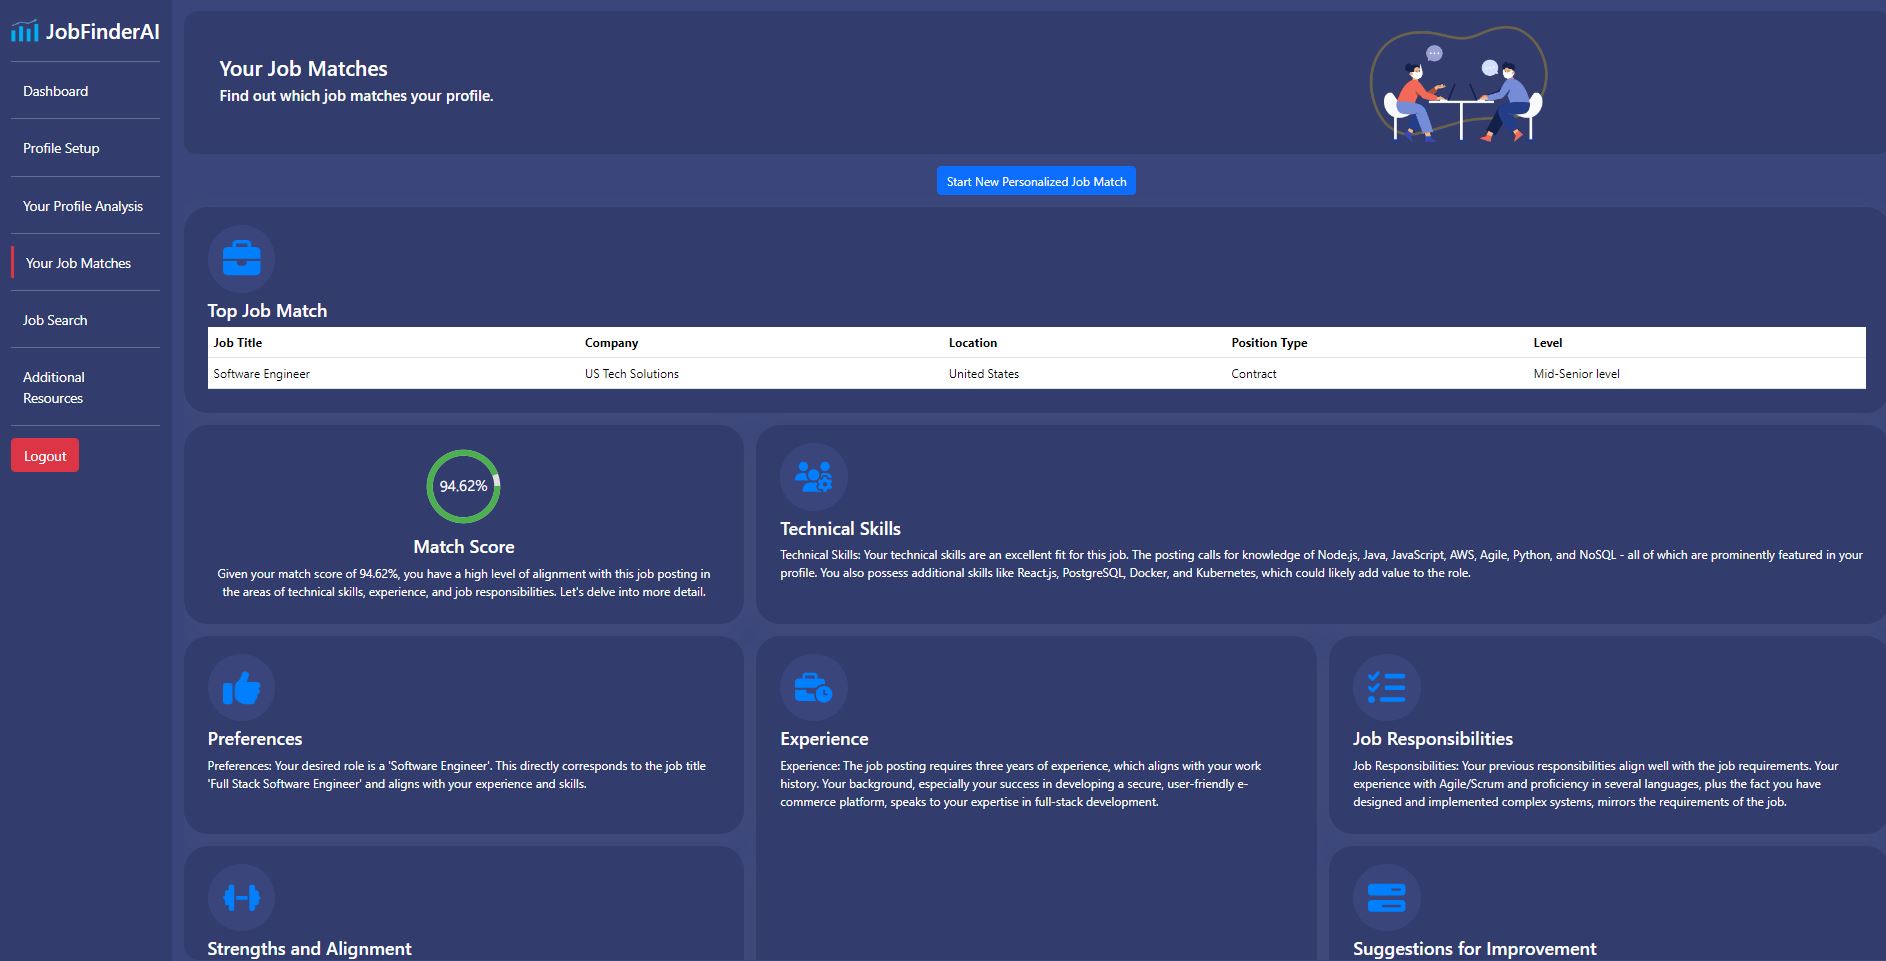 JobFinderAI
Dashboard
Profile Setup
Your Profile Analysis
Your Job Matches
Job Search
Additional
Resources
Logout
Your Job Matches
Find out which job matches your profile.
Start New Personalized Job Match
Top Job Match
Job Title Company Location Position Type Level
Software Engineer US Tech Solutions United States Contract Mid-Senior level
94.62%
Match Score
Given your match score of 94.62%, you have a high level of alignment with this job posting in
the areas of technical skills, experience, and job responsibilities. Let's delve into more detail.
Technical Skills
Technical Skills: Your technical skills are an excellent fit for this job. The posting calls for knowledge of Node.js, Java, JavaScript, AWS, Agile, Python, and NoSQL - all of which are prominently featured in your
profile. You also possess additional skills like React.js, PostgreSQL, Docker, and Kubernetes, which could likely add value to the role.
Preferences
Preferences: Your desired role is a 'Software Engineer'. This directly corresponds to the job title
'Full Stack Software Engineer' and aligns with your experience and skills.
Experience
Experience: The job posting requires three years of experience, which aligns with your work
history. Your background, especially your success in developing a secure, user-friendly e-
commerce platform, speaks to your expertise in full-stack development.
Job Responsibilities
Job Responsibilities: Your previous responsibilities align well with the job requirements. Your
experience with Agile/Scrum and proficiency in several languages, plus the fact you have
designed and implemented complex systems, mirrors the requirements of the job.
Strengths and Alignment
Suggestions for Improvement